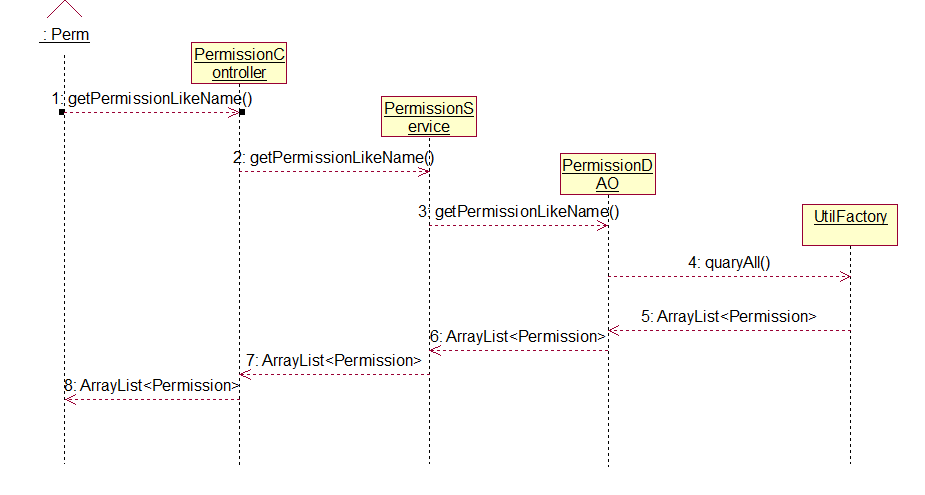 : Perm
PermissionC
ontroller
1: getPermissionLikeName()
PermissionS
ervice
2: getPermissionLikeName()
PermissionD
AO
3: getPermissionLikeName()
UtilFactory
4: quaryAll()
5: ArrayList<Permission>
6: ArrayList<Permission>
7: ArrayList<Permission>
8: ArrayList<Permission>